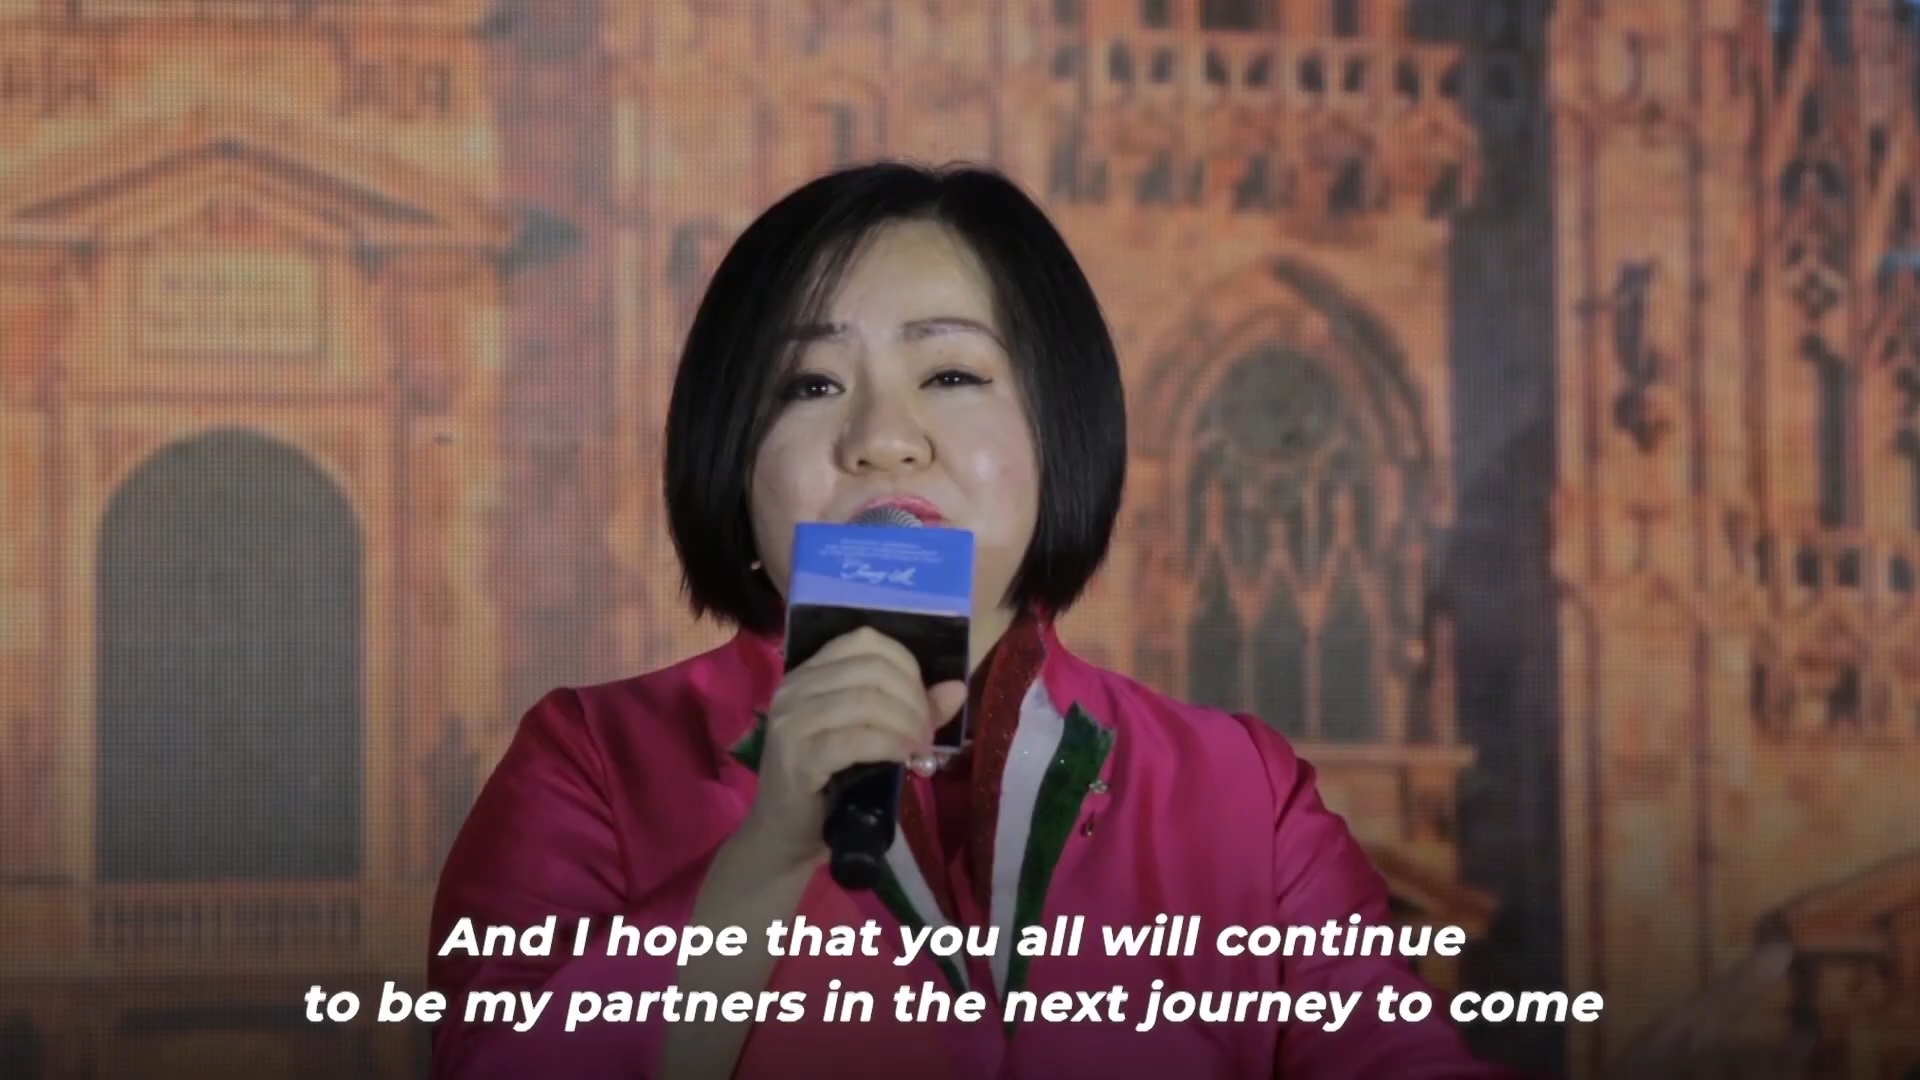 And I hope that you all will continue
to be my partners in the next journey to come